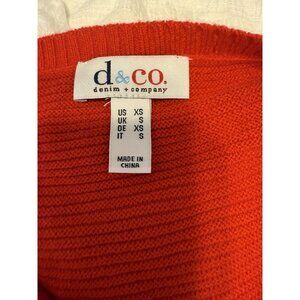 d&co.
denim + company
US XS
UK S
DE XS
IT S
MADE IN
CHINA